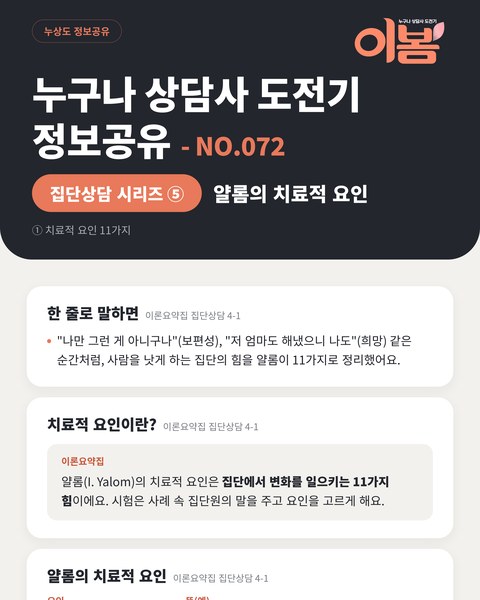 누상도 정보공유
누구나 상담사 도전기
이봄
누구나 상담사 도전기
정보공유 - NO.072
집단상담 시리즈 ⑤ 얄롬의 치료적 요인
① 치료적 요인 11가지
한 줄로 말하면 이론요약집 집단상담 4-1
• "나만 그런 게 아니구나"(보편성), "저 엄마도 해냈으니 나도"(희망) 같은
순간처럼, 사람을 낫게 하는 집단의 힘을 얄롬이 11가지로 정리했어요.
치료적 요인이란? 이론요약집 집단상담 4-1
이론요약집
얄롬(I. Yalom)의 치료적 요인은 집단에서 변화를 일으키는 11가지
힘이에요. 시험은 사례 속 집단원의 말을 주고 요인을 고르게 해요.
얄롬의 치료적 요인 이론요약집 집단상담 4-1